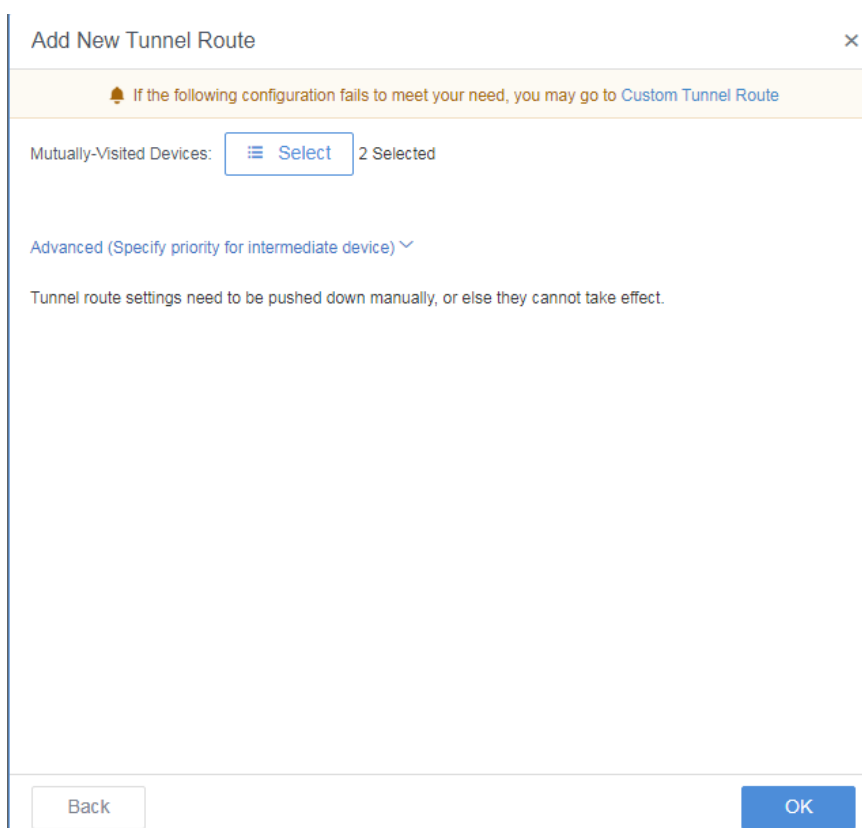 Add New Tunnel Route
If the following configuration fails to meet your need, you may go to Custom Tunnel Route
Mutually-Visited Devices: Select 2 Selected
Advanced (Specify priority for intermediate device)
Tunnel route settings need to be pushed down manually, or else they cannot take effect.
Back OK